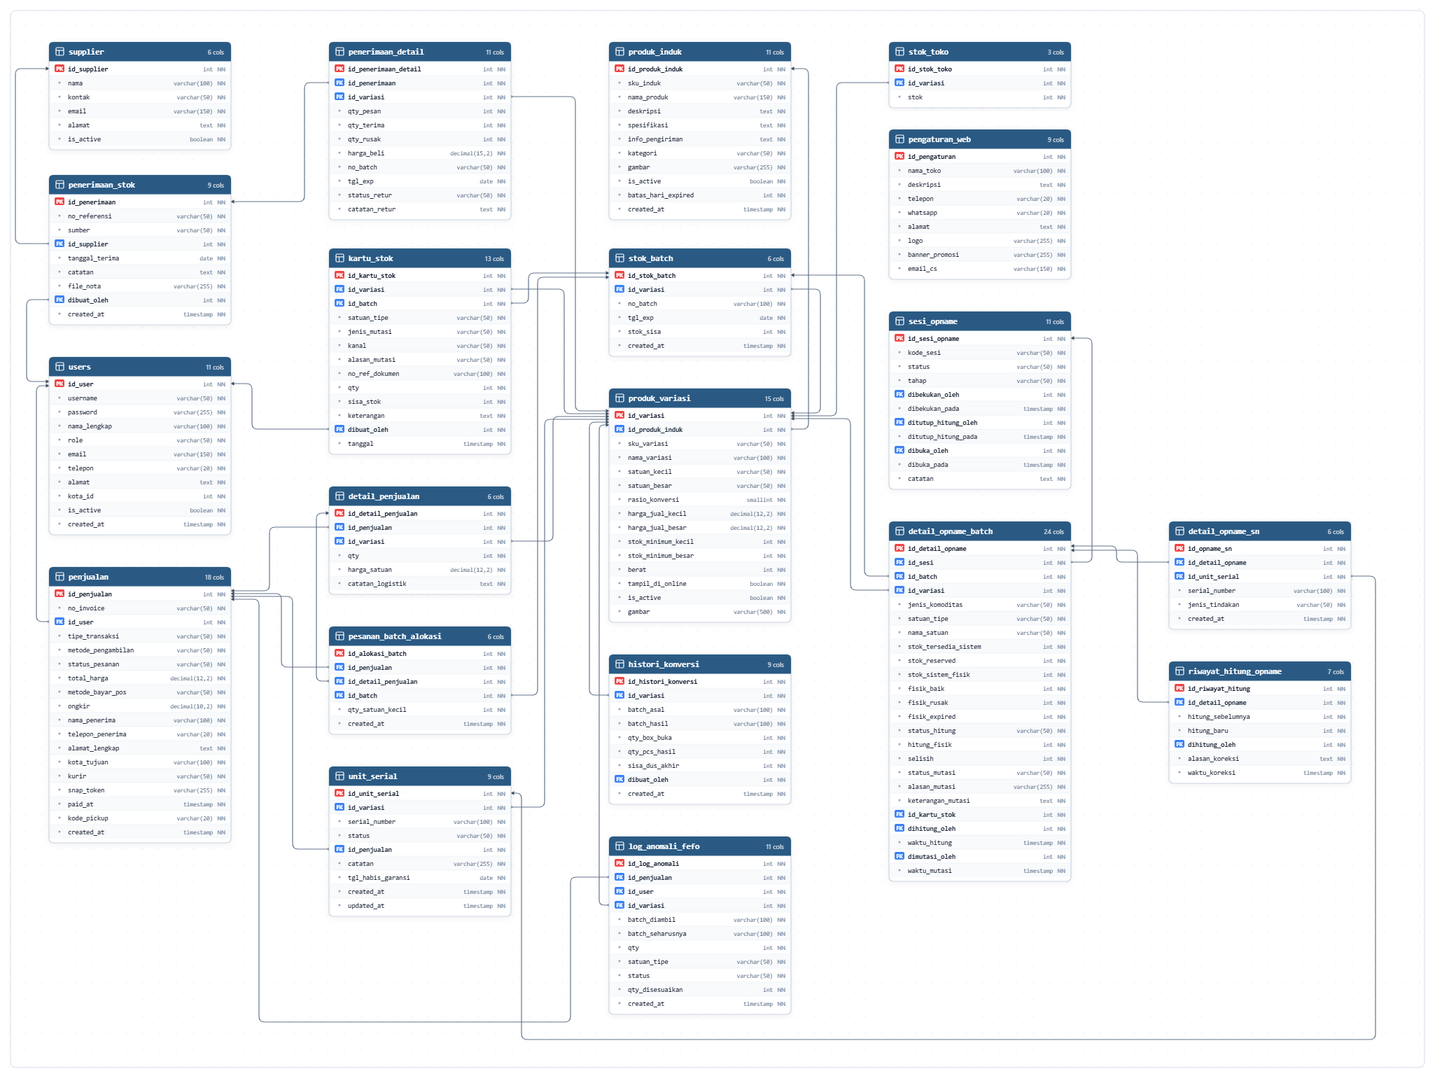 supplier 6 cols
PK id_supplier int NN
nama varchar(100) NN
kontak varchar(50) NN
email varchar(150) NN
alamat text NN
is_active boolean NN
penerimaan_stok 9 cols
PK id_penerimaan int NN
no_referensi varchar(50) NN
sumber varchar(50) NN
FK id_supplier int NN
tanggal_terima date NN
catatan text NN
file_nota varchar(255) NN
FK dibuat_oleh int NN
created_at timestamp NN
users 11 cols
PK id_user int NN
username varchar(50) NN
password varchar(255) NN
nama_lengkap varchar(100) NN
role varchar(50) NN
email varchar(150) NN
telepon varchar(20) NN
alamat text NN
kota_id int NN
is_active boolean NN
created_at timestamp NN
penjualan 18 cols
PK id_penjualan int NN
no_invoice varchar(50) NN
FK id_user int NN
tipe_transaksi varchar(50) NN
metode_pengambilan varchar(50) NN
status_pesanan varchar(50) NN
total_harga decimal(12,2) NN
metode_bayar_pos varchar(50) NN
ongkir decimal(10,2) NN
nama_penerima varchar(100) NN
telepon_penerima varchar(20) NN
alamat_lengkap text NN
kota_tujuan varchar(100) NN
kurir varchar(50) NN
snap_token varchar(255) NN
paid_at timestamp NN
kode_pickup varchar(20) NN
created_at timestamp NN
penerimaan_detail 11 cols
PK id_penerimaan_detail int NN
FK id_penerimaan int NN
FK id_variasi int NN
qty_pesan int NN
qty_terima int NN
qty_rusak int NN
harga_beli decimal(15,2) NN
no_batch varchar(50) NN
tgl_exp date NN
status_retur varchar(50) NN
catatan_retur text NN
kartu_stok 13 cols
PK id_kartu_stok int NN
FK id_variasi int NN
FK id_batch int NN
satuan_tipe varchar(50) NN
jenis_mutasi varchar(50) NN
kanal varchar(50) NN
alasan_mutasi varchar(50) NN
no_ref_dokumen varchar(100) NN
qty int NN
sisa_stok int NN
keterangan text NN
FK dibuat_oleh int NN
tanggal timestamp NN
detail_penjualan 6 cols
PK id_detail_penjualan int NN
FK id_penjualan int NN
FK id_variasi int NN
qty int NN
harga_satuan decimal(12,2) NN
catatan_logistik text NN
pesanan_batch_alokasi 6 cols
PK id_alokasi_batch int NN
FK id_penjualan int NN
FK id_detail_penjualan int NN
FK id_batch int NN
qty_satuan_kecil int NN
created_at timestamp NN
unit_serial 9 cols
PK id_unit_serial int NN
FK id_variasi int NN
serial_number varchar(100) NN
status varchar(50) NN
FK id_penjualan int NN
catatan varchar(255) NN
tgl_habis_garansi date NN
created_at timestamp NN
updated_at timestamp NN
produk_induk 11 cols
PK id_produk_induk int NN
sku_induk varchar(50) NN
nama_produk varchar(150) NN
deskripsi text NN
spesifikasi text NN
info_pengiriman text NN
kategori varchar(50) NN
gambar varchar(255) NN
is_active boolean NN
batas_hari_expired int NN
created_at timestamp NN
stok_batch 6 cols
PK id_stok_batch int NN
FK id_variasi int NN
no_batch varchar(100) NN
tgl_exp date NN
stok_sisa int NN
created_at timestamp NN
produk_variasi 15 cols
PK id_variasi int NN
FK id_produk_induk int NN
sku_variasi varchar(50) NN
nama_variasi varchar(100) NN
satuan_kecil varchar(50) NN
satuan_besar varchar(50) NN
rasio_konversi smallint NN
harga_jual_kecil decimal(12,2) NN
harga_jual_besar decimal(12,2) NN
stok_minimum_kecil int NN
stok_minimum_besar int NN
berat int NN
tampil_di_online boolean NN
is_active boolean NN
gambar varchar(500) NN
histori_konversi 9 cols
PK id_histori_konversi int NN
FK id_variasi int NN
batch_asal varchar(100) NN
batch_hasil varchar(100) NN
qty_box_buka int NN
qty_pcs_hasil int NN
sisa_dus_akhir int NN
FK dibuat_oleh int NN
created_at timestamp NN
log_anomali_fefo 11 cols
PK id_log_anomali int NN
FK id_penjualan int NN
FK id_user int NN
FK id_variasi int NN
batch_diambil varchar(100) NN
batch_seharusnya varchar(100) NN
qty int NN
satuan_tipe varchar(50) NN
status varchar(50) NN
qty_disesuaikan int NN
created_at timestamp NN
stok_toko 3 cols
PK id_stok_toko int NN
FK id_variasi int NN
stok int NN
pengaturan_web 9 cols
PK id_pengaturan int NN
nama_toko varchar(100) NN
deskripsi text NN
telepon varchar(20) NN
whatsapp varchar(20) NN
alamat text NN
logo varchar(255) NN
banner_promosi varchar(255) NN
email_cs varchar(150) NN
sesi_opname 11 cols
PK id_sesi_opname int NN
kode_sesi varchar(50) NN
status varchar(50) NN
tahap varchar(50) NN
FK dibekukan_oleh int NN
dibekukan_pada timestamp NN
FK ditutup_hitung_oleh int NN
ditutup_hitung_pada timestamp NN
FK dibuka_oleh int NN
dibuka_pada timestamp NN
catatan text NN
detail_opname_batch 24 cols
PK id_detail_opname int NN
FK id_sesi int NN
FK id_batch int NN
FK id_variasi int NN
jenis_komoditas varchar(50) NN
satuan_tipe varchar(50) NN
nama_satuan varchar(50) NN
stok_tersedia_sistem int NN
stok_reserved int NN
stok_sistem_fisik int NN
fisik_baik int NN
fisik_rusak int NN
fisik_expired int NN
status_hitung varchar(50) NN
hitung_fisik int NN
selisih int NN
status_mutasi varchar(50) NN
alasan_mutasi varchar(255) NN
keterangan_mutasi text NN
FK id_kartu_stok int NN
FK dihitung_oleh int NN
waktu_hitung timestamp NN
FK dimutasi_oleh int NN
waktu_mutasi timestamp NN
detail_opname_sn 6 cols
PK id_opname_sn int NN
FK id_detail_opname int NN
FK id_unit_serial int NN
serial_number varchar(100) NN
jenis_tindakan varchar(50) NN
created_at timestamp NN
riwayat_hitung_opname 7 cols
PK id_riwayat_hitung int NN
FK id_detail_opname int NN
hitung_sebelumnya int NN
hitung_baru int NN
FK dihitung_oleh int NN
alasan_koreksi text NN
waktu_koreksi timestamp NN